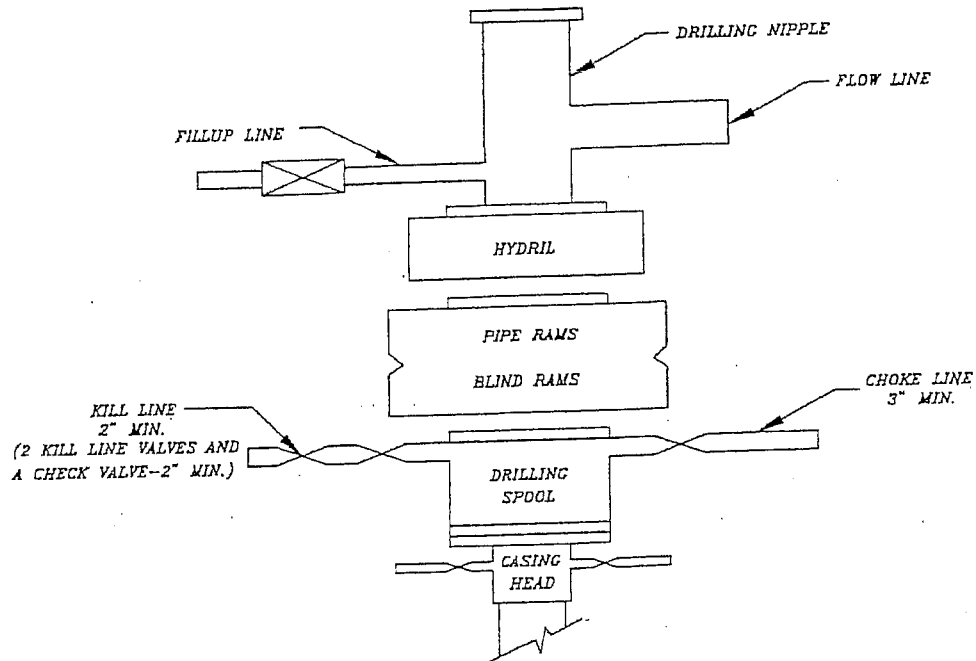 DRILLING NIPPLE
FLOW LINE
FILLUP LINE
HYDRIL
PIPE RAMS
BLIND RAMS
CHOKE LINE
3" MIN.
KILL LINE
2" MIN.
(2 KILL LINE VALVES AND
A CHECK VALVE-2" MIN.)
DRILLING
SPOOL
CASING
HEAD